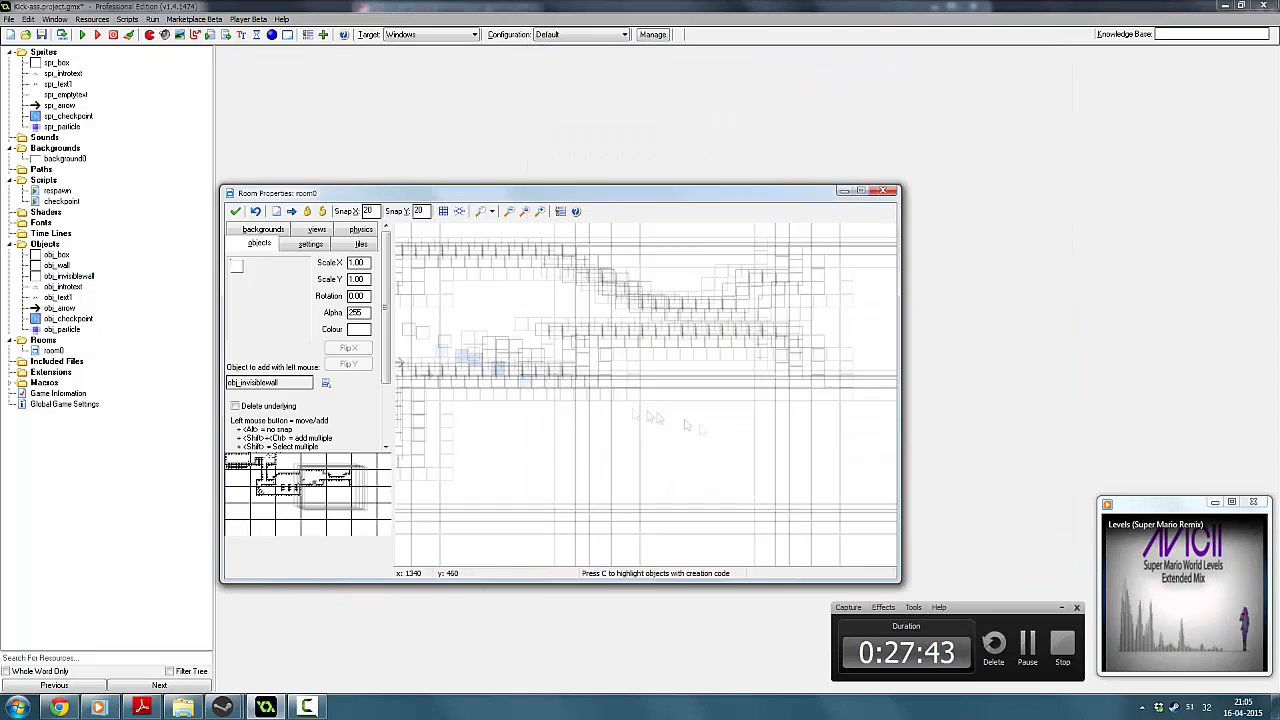 Kick-ass.project.gmx* - Professional Edition (v1.4.1474)
File Edit Window Resources Scripts Run Marketplace Beta Player Beta Help
Target: Windows Configuration: Default Manage Knowledge Base:
Sprites
spr_box
spr_introtext
spr_text1
spr_emptytext
spr_arrow
spr_checkpoint
spr_particle
Sounds
Backgrounds
background0
Paths
Scripts
respawn
checkpoint
Shaders
Fonts
Time Lines
Objects
obj_box
obj_wall
obj_invisiblewall
obj_introtext
obj_text1
obj_arrow
obj_checkpoint
obj_particle
Rooms
room0
Included Files
Extensions
Macros
Game Information
Global Game Settings
Search For Resources...
Whole Word Only Filter Tree
Previous Next
Room Properties: room0
Snap X: 20 Snap Y: 20
backgrounds views physics
objects settings tiles
Scale X 1.00
Scale Y 1.00
Rotation 0.00
Alpha 255
Colour
Flip X
Flip Y
Object to add with left mouse:
obj_invisiblewall
Delete underlying
Left mouse button = move/add
+ <Alt> = no snap
+ <Shift>+<Ctrl> = add multiple
+ <Shift> = Select multiple
x: 1340 y: 460 Press C to highlight objects with creation code
Levels (Super Mario Remix)
AVICII
Super Mario World Levels
Extended Mix
Capture Effects Tools Help
Duration
0:27:43
Delete Pause Stop
51 32
21:05
16-04-2015